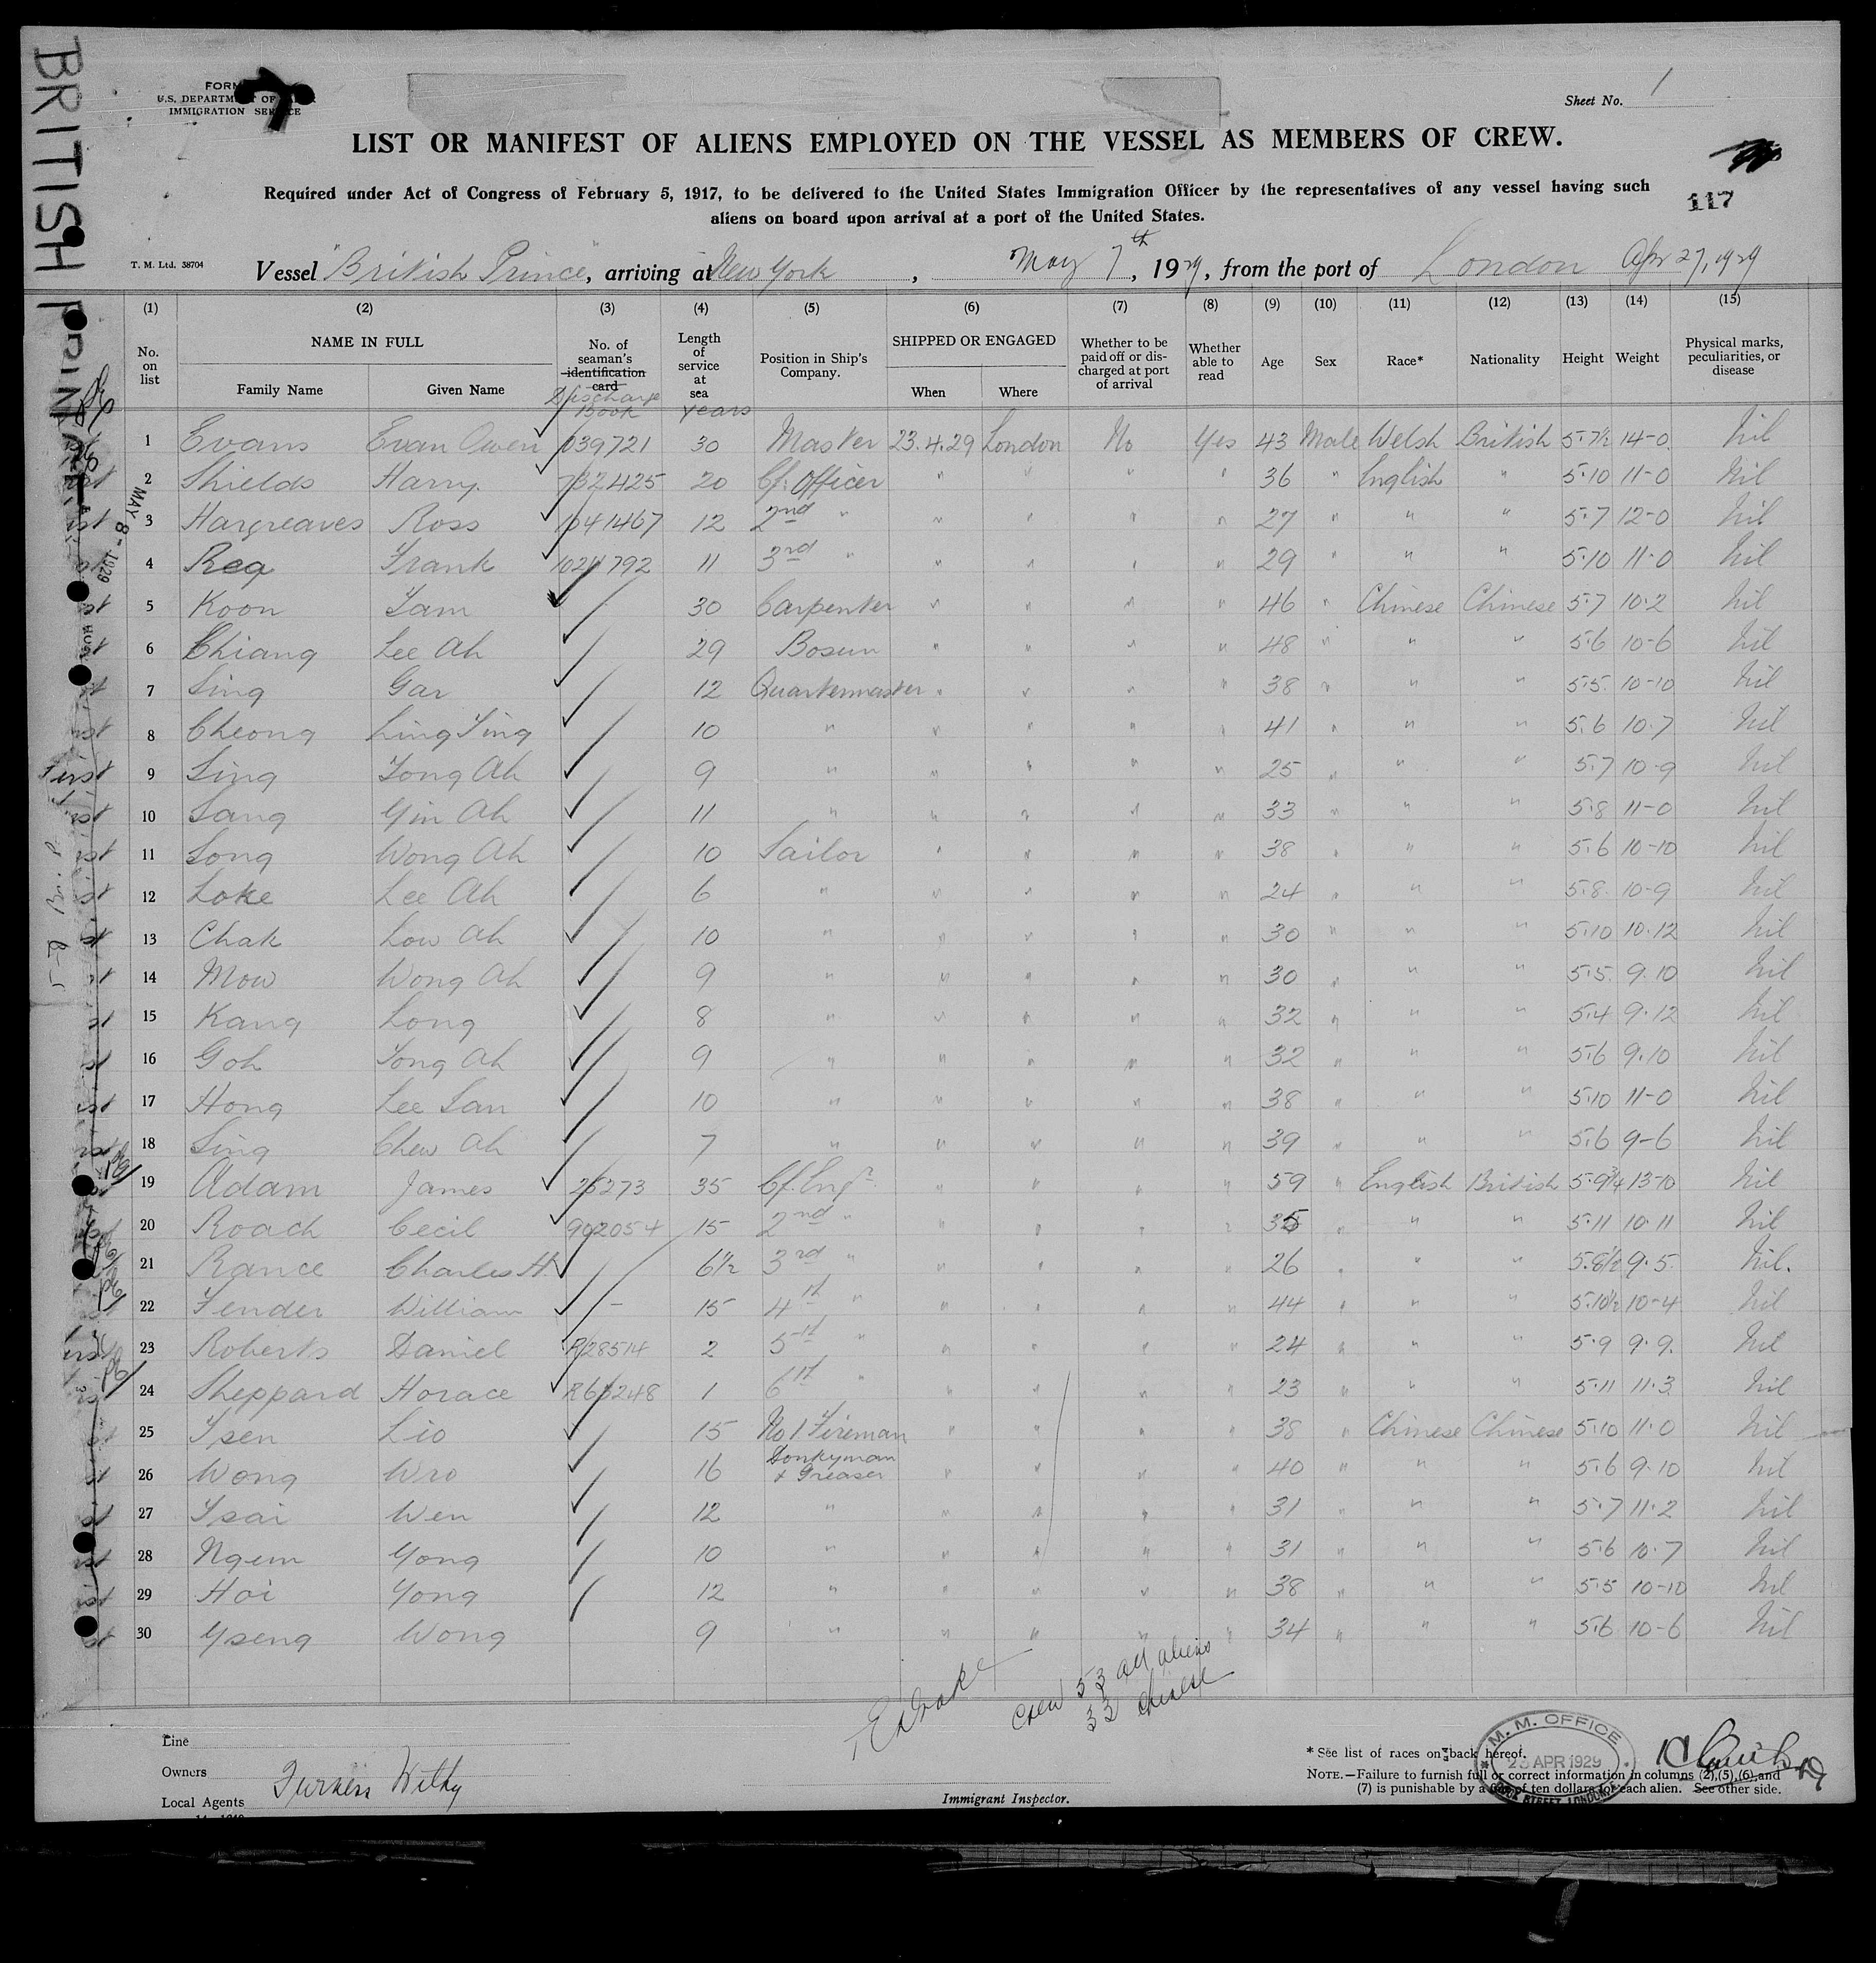 BRITISH PRINCE
FORM
U.S. DEPARTMENT OF LABOR
IMMIGRATION SERVICE
Sheet No. 1
LIST OR MANIFEST OF ALIENS EMPLOYED ON THE VESSEL AS MEMBERS OF CREW.
Required under Act of Congress of February 5, 1917, to be delivered to the United States Immigration Officer by the representatives of any vessel having such
aliens on board upon arrival at a port of the United States.
117
T. M. Ltd. 38704
Vessel "British Prince", arriving at New York, May 7th, 1929, from the port of London Apr 27, 1929
(1) (2) (3) (4) (5) (6) (7) (8) (9) (10) (11) (12) (13) (14) (15)
No. on list NAME IN FULL Family Name Given Name No. of seaman's identification card Discharge Book Length of service at sea years Position in Ship's Company. SHIPPED OR ENGAGED When Where Whether to be paid off or discharged at port of arrival Whether able to read Age Sex Race* Nationality Height Weight Physical marks, peculiarities, or disease
1 Evans Evan Owen 039721 30 Master 23.4.29 London No Yes 43 Male Welsh British 5.7½ 14-0 Nil
2 Shields Harry 732425 20 Cf. Officer " " " " 36 " English " 5.10 11-0 Nil
3 Hargreaves Ross 1041467 12 2nd " " " " " 27 " " " 5.7 12-0 Nil
4 Rea Frank 1024792 11 3rd " " " " " 29 " " " 5.10 11-0 Nil
5 Koon Tam - 30 Carpenter " " " " 46 " Chinese Chinese 5.7 10.2 Nil
6 Chiang Lee Ah 29 Bosun " " " " 48 " " " 5.6 10-6 Nil
7 Sing Gar 12 Quartermaster " " " " 38 " " " 5.5 10-10 Nil
8 Cheong Ling Ting 10 " " " " " 41 " " " 5.6 10.7 Nil
9 Sing Tong Ah 9 " " " " " 25 " " " 5.7 10-9 Nil
10 Sang Yin Ah 11 " " " " " 33 " " " 5.8 11-0 Nil
11 Song Wong Ah 10 Sailor " " " " 38 " " " 5.6 10-10 Nil
12 Loke Lee Ah 6 " " " " " 24 " " " 5.8 10-9 Nil
13 Chak Low Ah 10 " " " " " 30 " " " 5.10 10.12 Nil
14 Mow Wong Ah 9 " " " " " 30 " " " 5.5 9.10 Nil
15 Kang Long 8 " " " " " 32 " " " 5.4 9.12 Nil
16 Goh Tong Ah 9 " " " " " 32 " " " 5.6 9.10 Nil
17 Hong Lee San 10 " " " " " 38 " " " 5.10 11-0 Nil
18 Sing Chew Ah 7 " " " " " 39 " " " 5.6 9-6 Nil
19 Adam James 26273 35 Cf. Engr " " " " 59 " English British 5-9¾ 13-10 Nil
20 Roach Cecil 902054 15 2nd " " " " " 35 " " " 5.11 10.11 Nil
21 Rance Charles H. 6½ 3rd " " " " " 26 " " " 5.8½ 9.5 Nil.
22 Fender William - 15 4th " " " " " 44 " " " 5.10½ 10-4 Nil
23 Roberts Daniel R128514 2 5th " " " " " 24 " " " 5.9 9.9. Nil
24 Sheppard Horace 1 6th " " " " " 23 " " " 5.11 11.3 Nil
25 Tsen Lio 15 No 1. Fireman " " " " 38 " Chinese Chinese 5.10 11.0 Nil
26 Wong Wro 16 Donkyman & Greaser " " " " 40 " " " 5.6 9.10 Nil
27 Tsai Wen 12 " " " " " 31 " " " 5.7 11.2 Nil
28 Ngem Yong 10 " " " " " 31 " " " 5.6 10.7 Nil
29 Hoi Yong 12 " " " " " 38 " " " 5.5 10-10 Nil
30 Yseng Wong 9 " " " " " 34 " " " 5.6 10-6 Nil
MAY 8 - 1929
crew 53 all aliens
33 chinese
Line
Owners
Furness Withy
Local Agents
Immigrant Inspector.
* See list of races on back hereof.
NOTE.—Failure to furnish full or correct information in columns (2), (5), (6), and
(7) is punishable by a fine of ten dollars for each alien. See other side.
M. M. OFFICE
25 APR 1929
DOCK STREET, LONDON